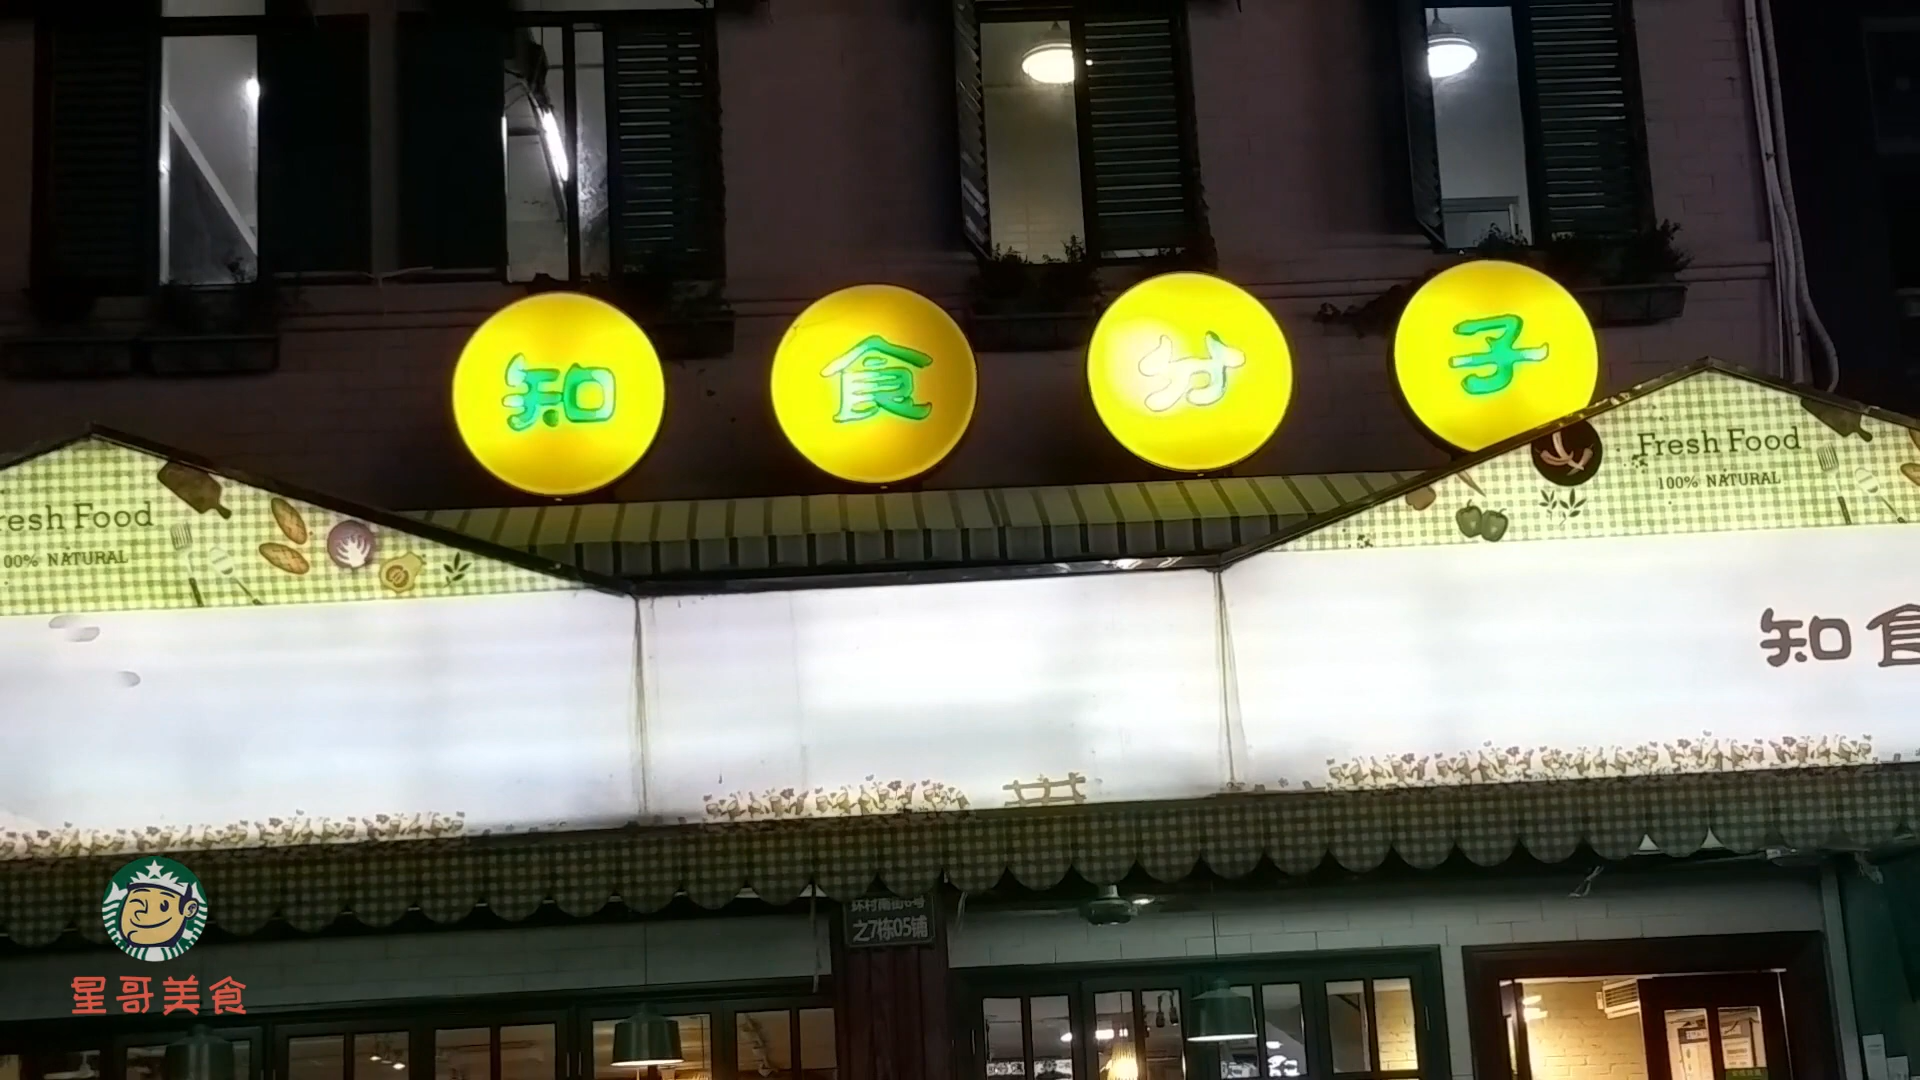 知食分子
Fresh Food
100% NATURAL
resh Food
00% NATURAL
知食
之7栋05铺
星哥美食